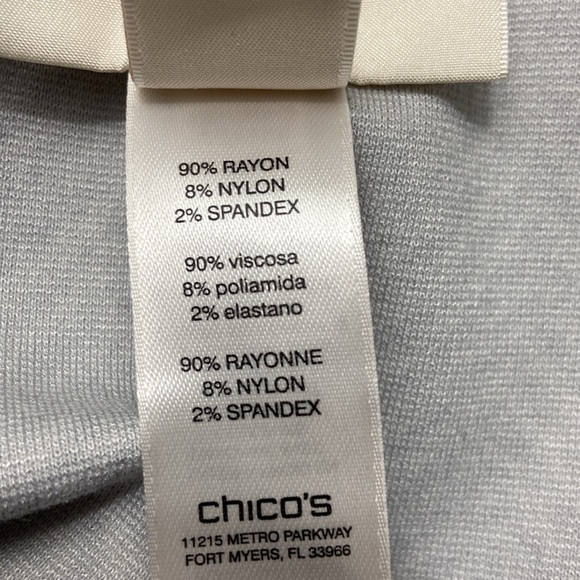 90% RAYON
8% NYLON
2% SPANDEX
90% viscosa
8% poliamida
2% elastano
90% RAYONNE
8% NYLON
2% SPANDEX
chico's
11215 METRO PARKWAY
FORT MYERS, FL 33966